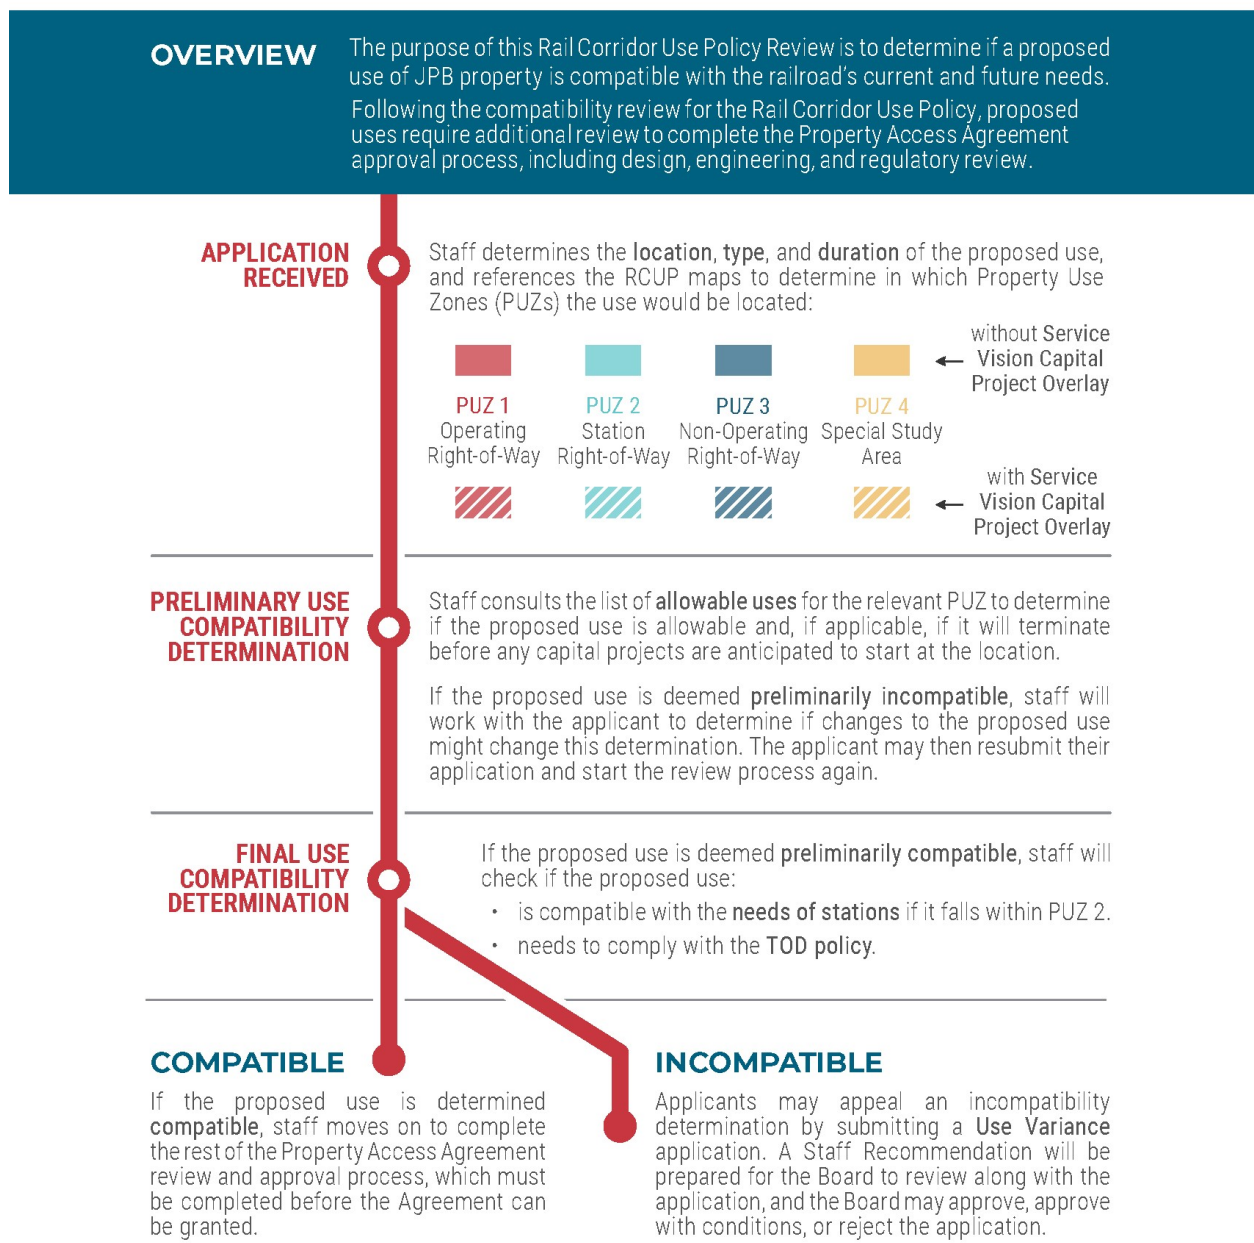 OVERVIEW
The purpose of this Rail Corridor Use Policy Review is to determine if a proposed
use of JPB property is compatible with the railroad's current and future needs.
Following the compatibility review for the Rail Corridor Use Policy, proposed
uses require additional review to complete the Property Access Agreement
approval process, including design, engineering, and regulatory review.
APPLICATION
RECEIVED
Staff determines the location, type, and duration of the proposed use,
and references the RCUP maps to determine in which Property Use
Zones (PUZs) the use would be located:
without Service
Vision Capital
Project Overlay
PUZ 1
Operating
Right-of-Way
PUZ 2
Station
Right-of-Way
PUZ 3
Non-Operating
Right-of-Way
PUZ 4
Special Study
Area
with Service
Vision Capital
Project Overlay
PRELIMINARY USE
COMPATIBILITY
DETERMINATION
Staff consults the list of allowable uses for the relevant PUZ to determine
if the proposed use is allowable and, if applicable, if it will terminate
before any capital projects are anticipated to start at the location.
If the proposed use is deemed preliminarily incompatible, staff will
work with the applicant to determine if changes to the proposed use
might change this determination. The applicant may then resubmit their
application and start the review process again.
FINAL USE
COMPATIBILITY
DETERMINATION
If the proposed use is deemed preliminarily compatible, staff will
check if the proposed use:
• is compatible with the needs of stations if it falls within PUZ 2.
• needs to comply with the TOD policy.
COMPATIBLE
If the proposed use is determined
compatible, staff moves on to complete
the rest of the Property Access Agreement
review and approval process, which must
be completed before the Agreement can
be granted.
INCOMPATIBLE
Applicants may appeal an incompatibility
determination by submitting a Use Variance
application. A Staff Recommendation will be
prepared for the Board to review along with the
application, and the Board may approve, approve
with conditions, or reject the application.